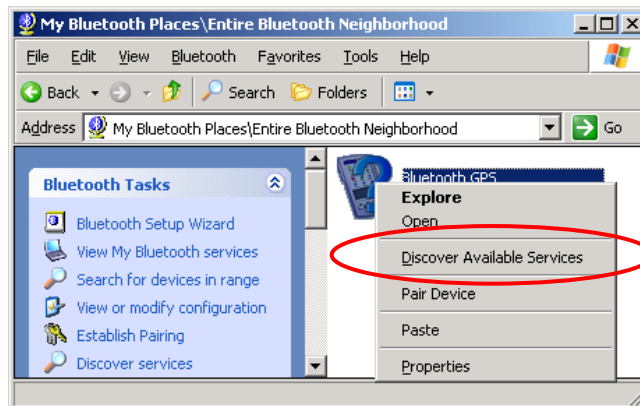 My Bluetooth Places\Entire Bluetooth Neighborhood
File Edit View Bluetooth Favorites Tools Help
Back Search Folders
Address My Bluetooth Places\Entire Bluetooth Neighborhood Go
Bluetooth Tasks
Bluetooth Setup Wizard
View My Bluetooth services
Search for devices in range
View or modify configuration
Establish Pairing
Discover services
Bluetooth GPS
Explore
Open
Discover Available Services
Pair Device
Paste
Properties